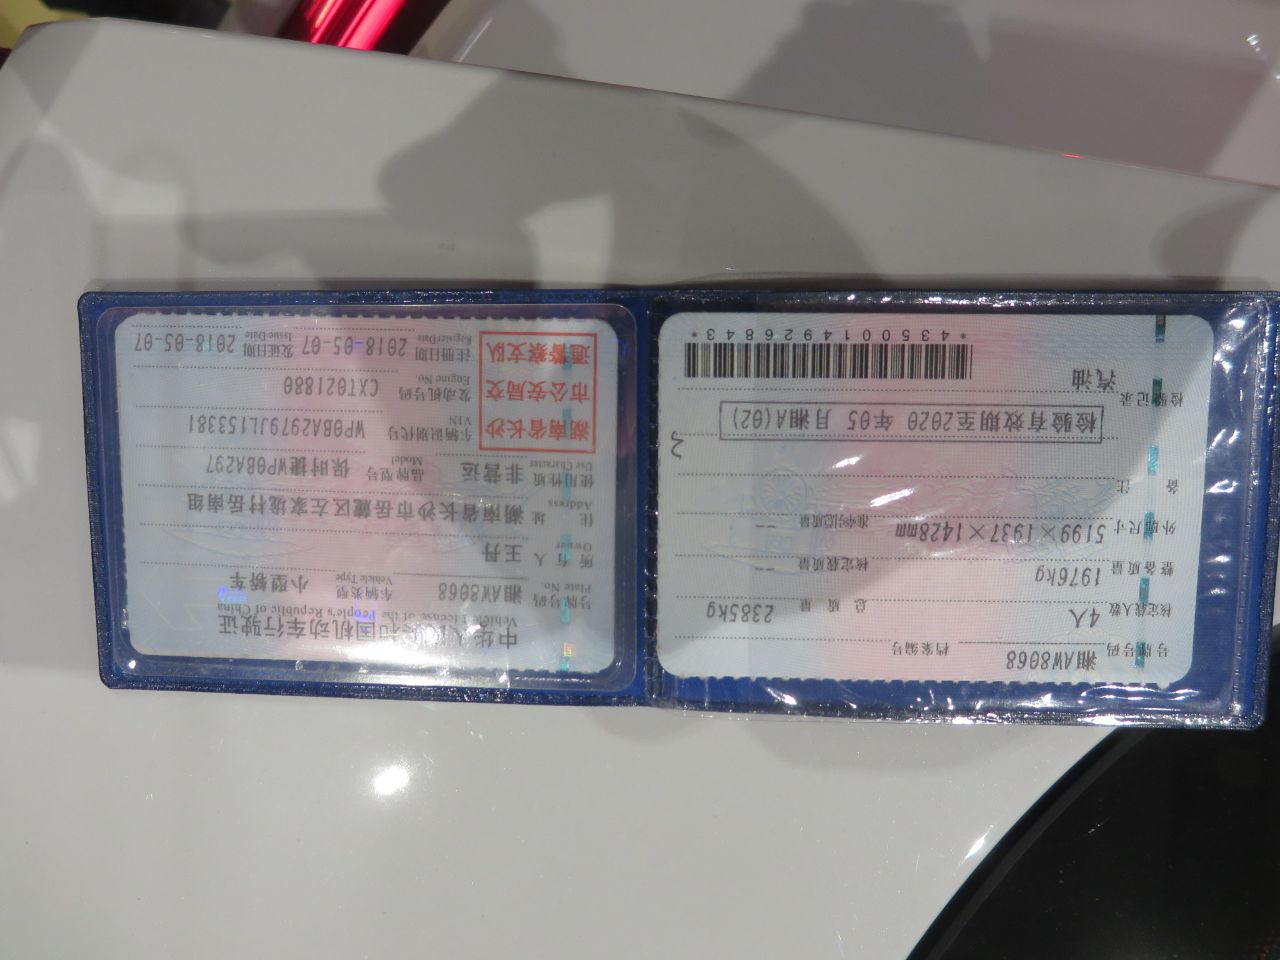 中华人民共和国机动车行驶证
Vehicle License of the People's Republic of China
号牌号码 湘AW8068 车辆类型 小型轿车
Plate No. Vehicle Type
所有人 王丹
Owner
住址 湖南省长沙市岳麓区左家垅村岳南组
Address
使用性质 非营运 品牌型号 保时捷WP0BA297
Use Character Model
湖南省长沙
市公安局交
通警察支队
车辆识别代号 WP0BA2979JL153381
VIN
发动机号码 CXT021880
Engine No.
注册日期 2018-05-07 发证日期 2018-05-07
Register Date Issue Date
号牌号码 湘AW8068 档案编号
核定载人数 4人 总质量 2385kg
整备质量 1976kg 核定载质量 --
外廓尺寸 5199×1937×1428mm 准牵引总质量 --
备注
检验有效期至2020年05月湘A(02)
检验记录
汽油
*4350014926843*